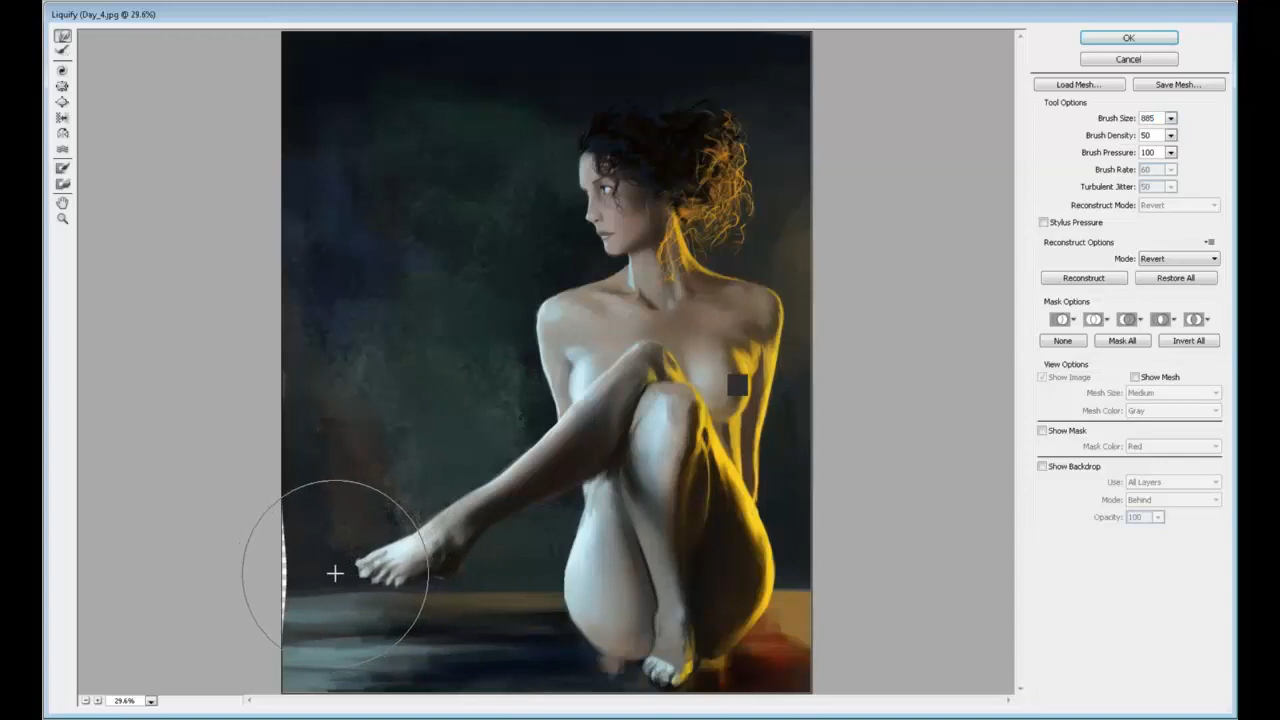 Liquify (Day_4.jpg @ 29.6%)
OK
Cancel
Load Mesh...
Save Mesh...
Tool Options
Brush Size: 885
Brush Density: 50
Brush Pressure: 100
Brush Rate: 60
Turbulent Jitter: 50
Reconstruct Mode: Revert
Stylus Pressure
Reconstruct Options
Mode: Revert
Reconstruct
Restore All
Mask Options
None
Mask All
Invert All
View Options
Show Image
Show Mesh
Mesh Size: Medium
Mesh Color: Gray
Show Mask
Mask Color: Red
Show Backdrop
Use: All Layers
Mode: Behind
Opacity: 100
29.6%